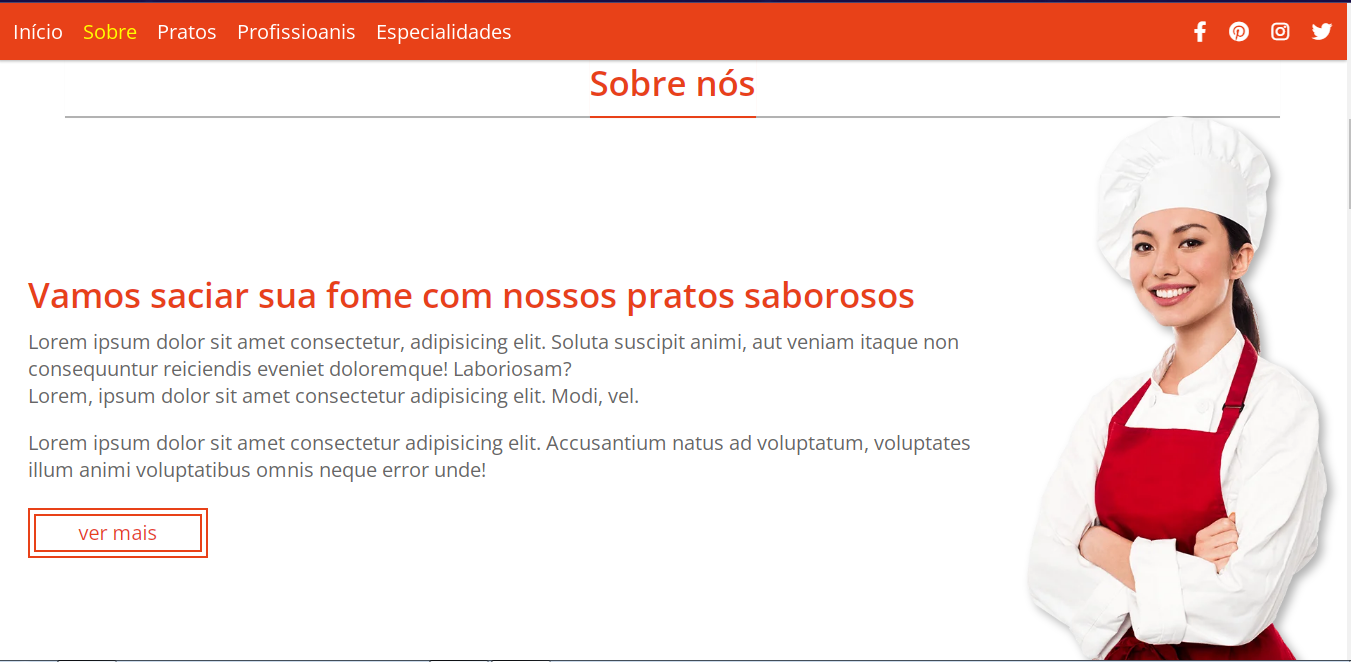 Início Sobre Pratos Profissioanis Especialidades
Sobre nós
Vamos saciar sua fome com nossos pratos saborosos
Lorem ipsum dolor sit amet consectetur, adipisicing elit. Soluta suscipit animi, aut veniam itaque non
consequuntur reiciendis eveniet doloremque! Laboriosam?
Lorem, ipsum dolor sit amet consectetur adipisicing elit. Modi, vel.
Lorem ipsum dolor sit amet consectetur adipisicing elit. Accusantium natus ad voluptatum, voluptates
illum animi voluptatibus omnis neque error unde!
ver mais